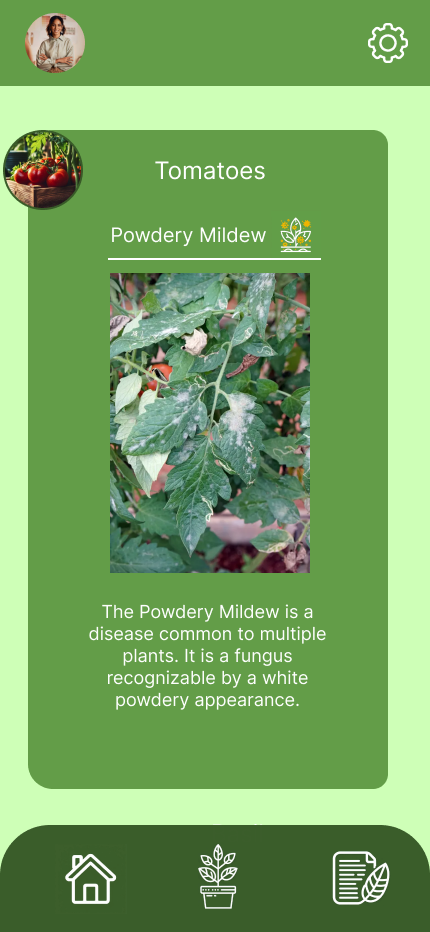 Tomatoes
Powdery Mildew
The Powdery Mildew is a
disease common to multiple
plants. It is a fungus
recognizable by a white
powdery appearance.